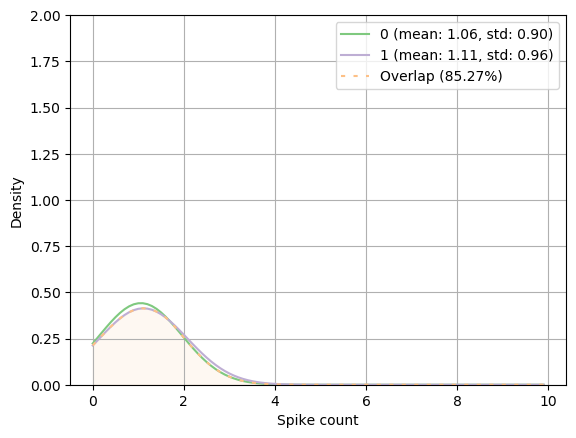 2.00
1.75
1.50
1.25
1.00
0.75
0.50
0.25
0.00
Density
0 (mean: 1.06, std: 0.90)
1 (mean: 1.11, std: 0.96)
Overlap (85.27%)
0 2 4 6 8 10
Spike count